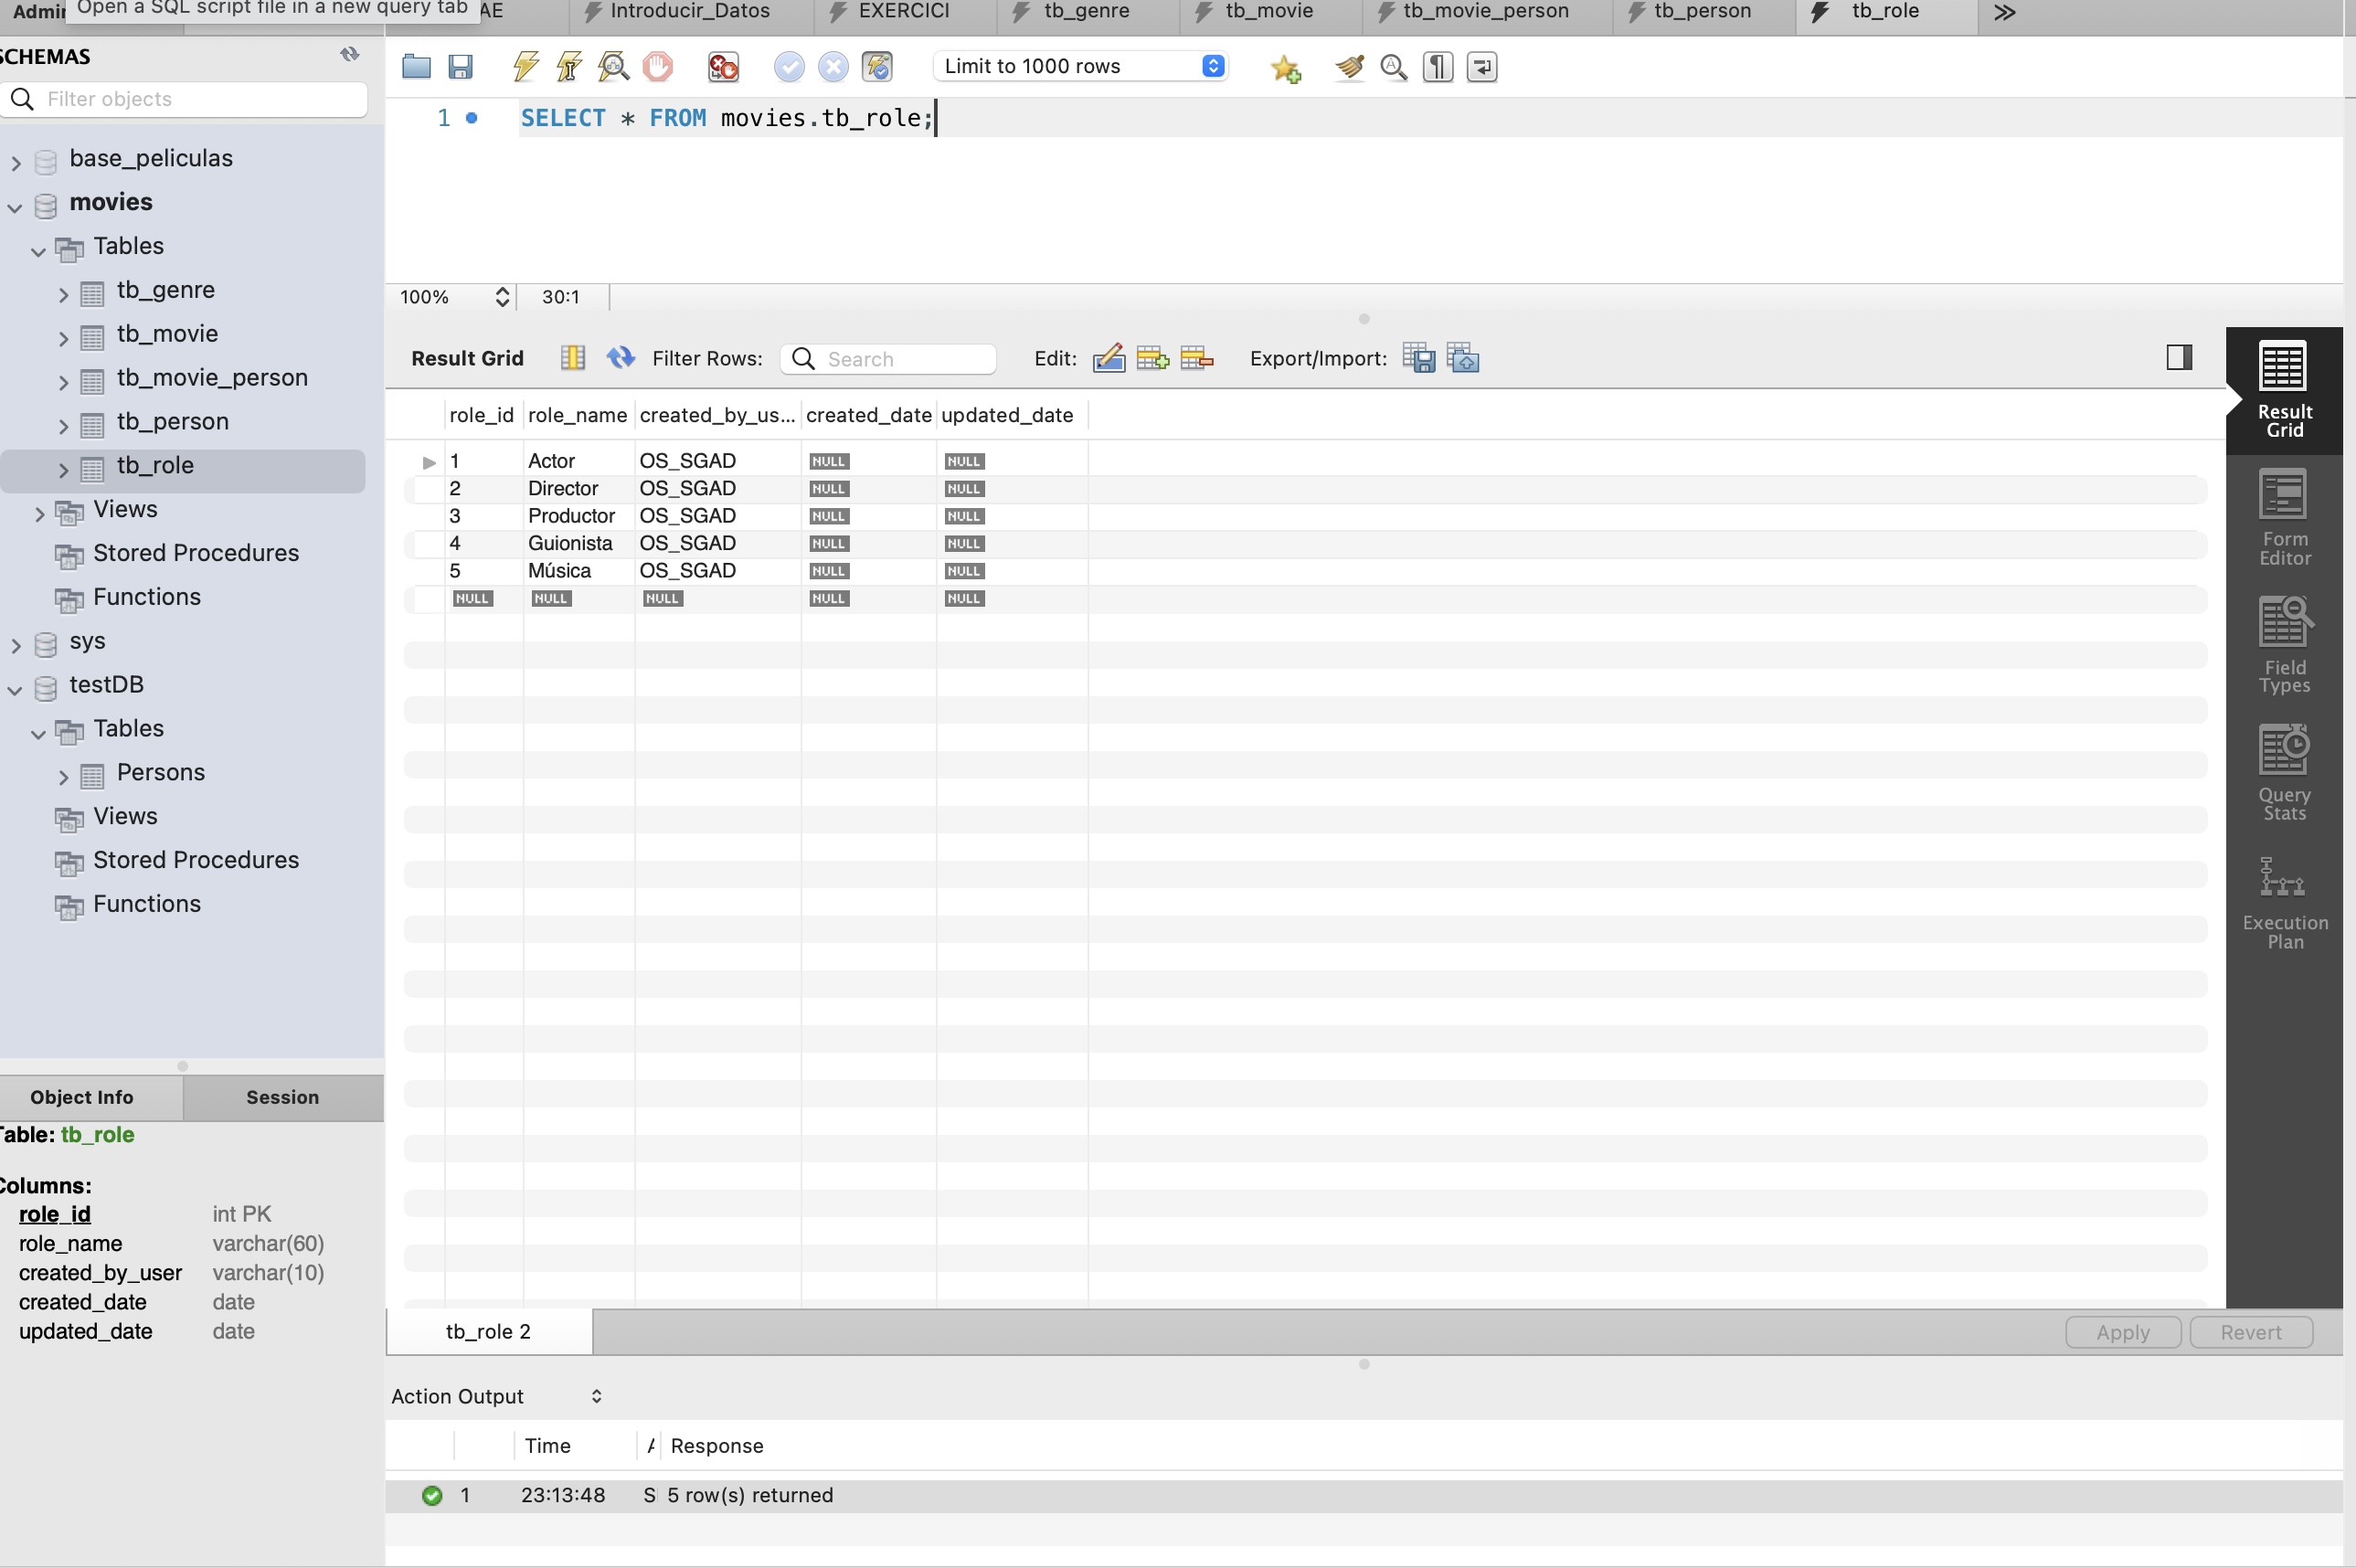 Admin
Open a SQL script file in a new query tab
AE
Introducir_Datos
EXERCICI
tb_genre
tb_movie
tb_movie_person
tb_person
tb_role
SCHEMAS
Filter objects
base_peliculas
movies
Tables
tb_genre
tb_movie
tb_movie_person
tb_person
tb_role
Views
Stored Procedures
Functions
sys
testDB
Tables
Persons
Views
Stored Procedures
Functions
Object Info Session
Table: tb_role
Columns:
role_id int PK
role_name varchar(60)
created_by_user varchar(10)
created_date date
updated_date date
Limit to 1000 rows
1 SELECT * FROM movies.tb_role;
100% 30:1
Result Grid Filter Rows: Search Edit: Export/Import:
role_id role_name created_by_us... created_date updated_date
1 Actor OS_SGAD NULL NULL
2 Director OS_SGAD NULL NULL
3 Productor OS_SGAD NULL NULL
4 Guionista OS_SGAD NULL NULL
5 Música OS_SGAD NULL NULL
NULL NULL NULL NULL NULL
Result
Grid
Form
Editor
Field
Types
Query
Stats
Execution
Plan
tb_role 2
Apply Revert
Action Output
Time A Response
1 23:13:48 S 5 row(s) returned